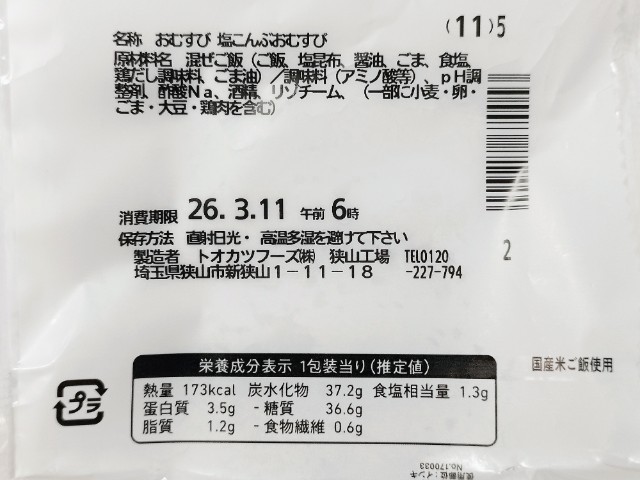 (11)5
名称　おむすび 塩こんぶおむすび
原材料名　混ぜご飯（ご飯、塩昆布、醤油、ごま、食塩、
鶏だし調味料、ごま油）／調味料（アミノ酸等）、ｐＨ調
整剤、酢酸Ｎａ、酒精、リゾチーム、（一部に小麦・卵・
ごま・大豆・鶏肉を含む）
消費期限 26. 3.11 午前 6時
保存方法　直射日光・高温多湿を避けて下さい
製造者　トオカツフーズ㈱　狭山工場　TEL0120
埼玉県狭山市新狭山１－１１－１８　-227-794
2
栄養成分表示 1包装当り（推定値）
熱量 173kcal 炭水化物 37.2g 食塩相当量 1.3g
蛋白質 3.5g -糖質 36.6g
脂質 1.2g -食物繊維 0.6g
国産米ご飯使用
プラ
使用部位：インキ
No.170033